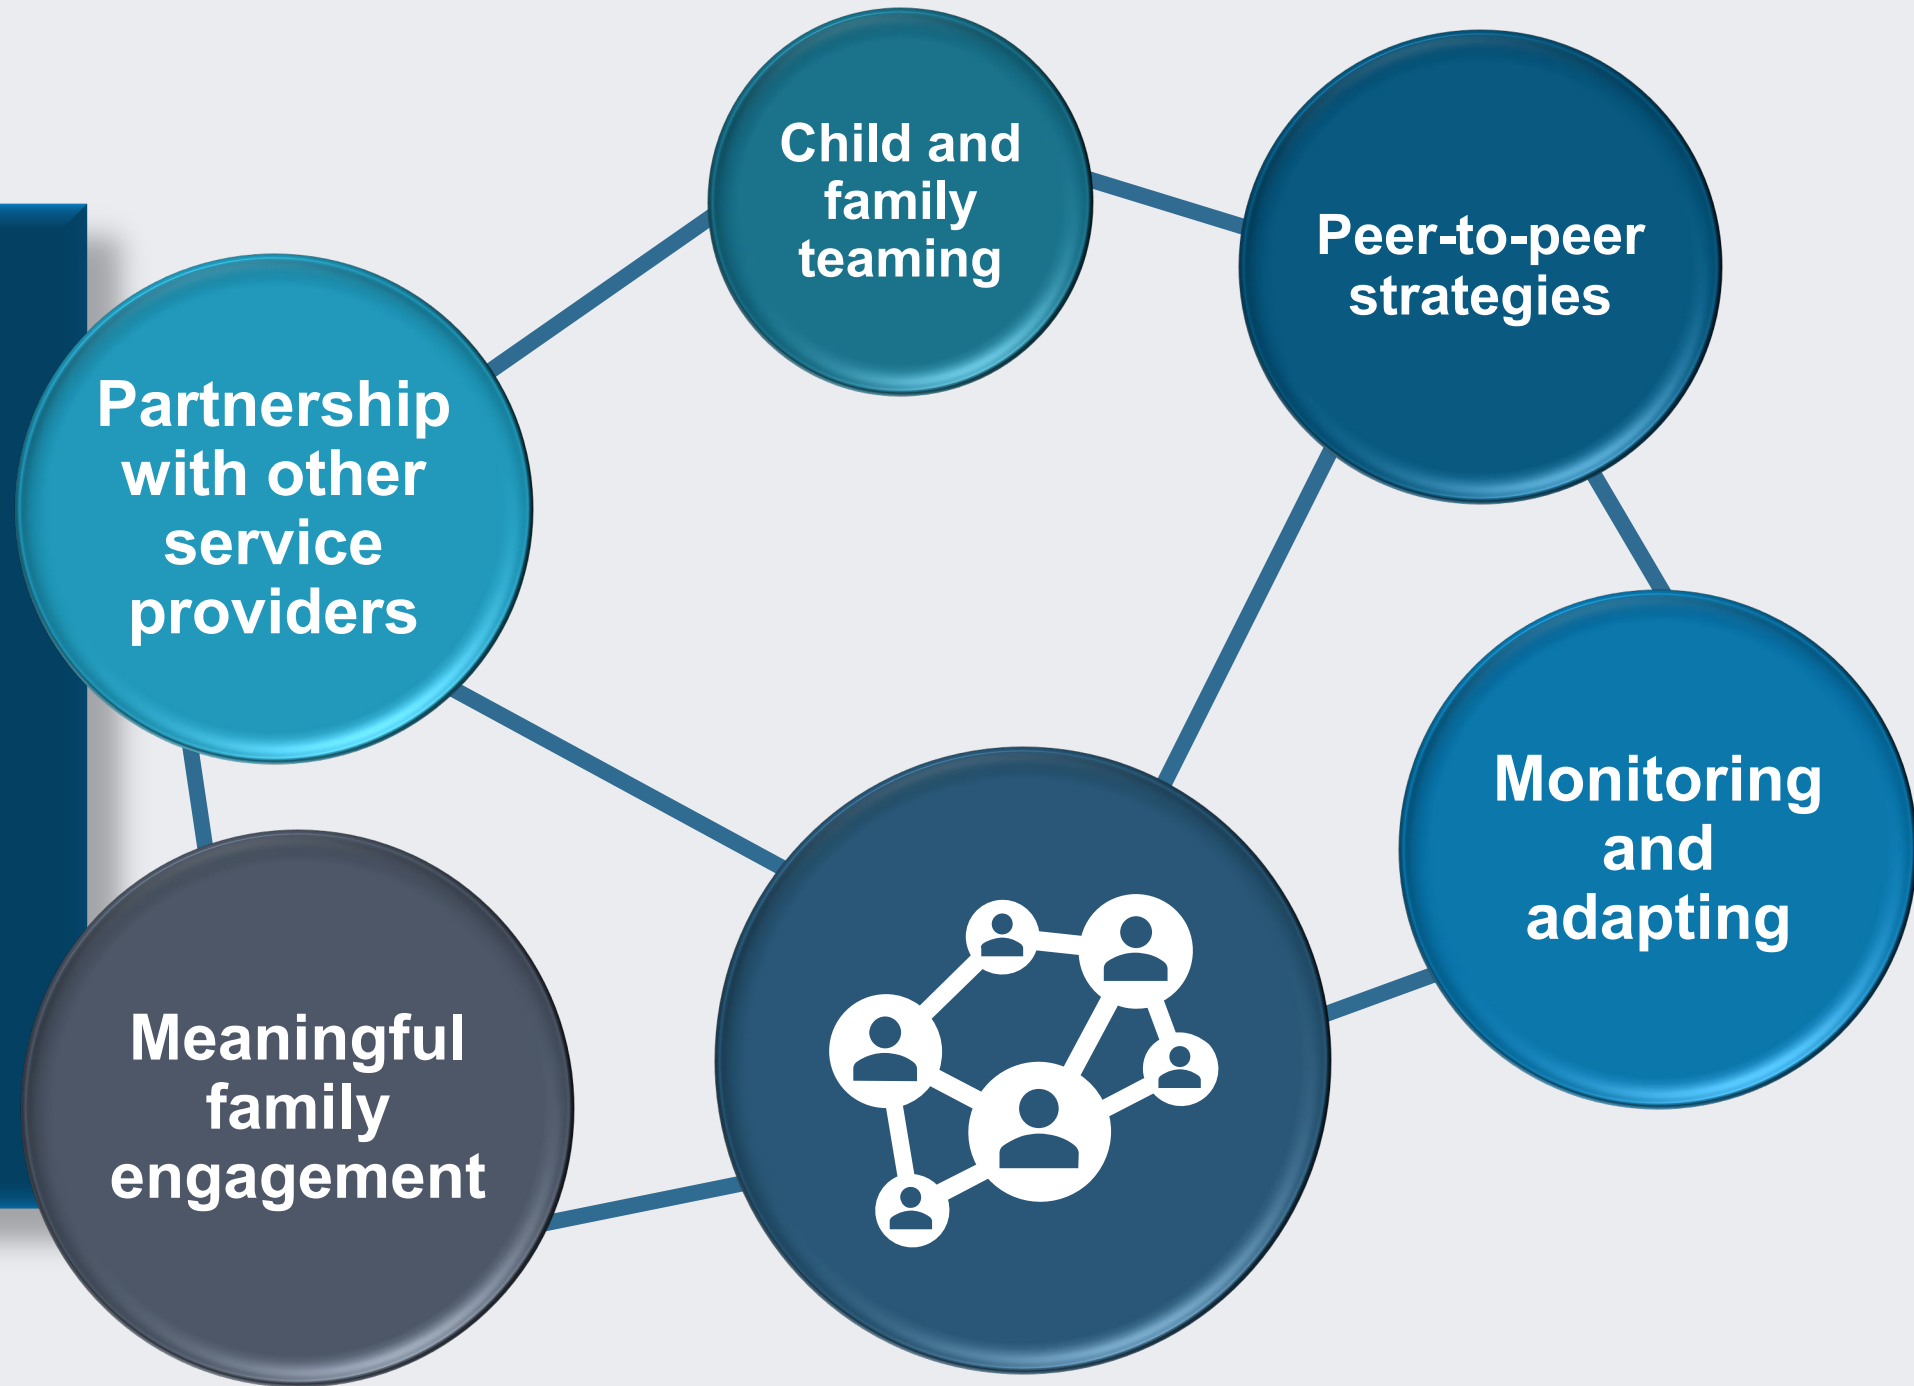 Child and
family
teaming
Peer-to-peer
strategies
Partnership
with other
service
providers
Monitoring
and
adapting
Meaningful
family
engagement